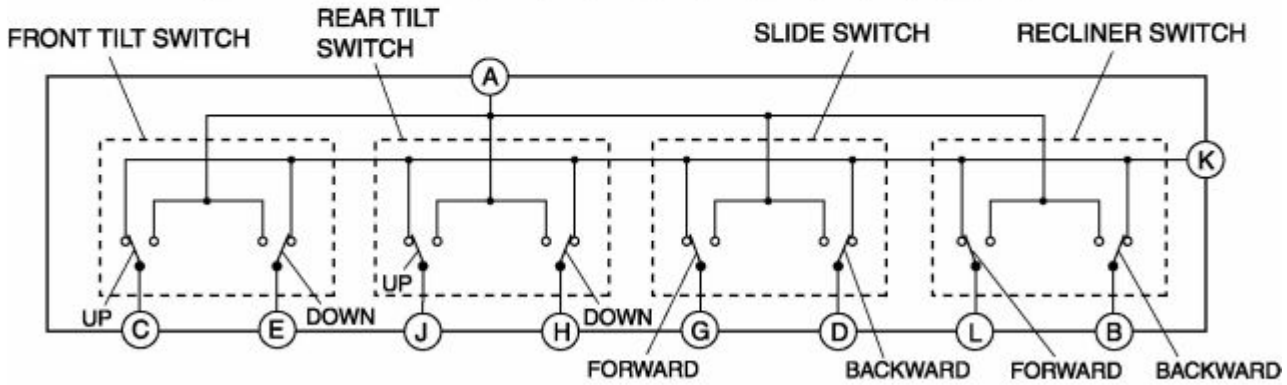 FRONT TILT SWITCH
REAR TILT
SWITCH
SLIDE SWITCH
RECLINER SWITCH
A
K
UP
C
E
DOWN
UP
J
H
DOWN
FORWARD
G
D
BACKWARD
L
FORWARD
B
BACKWARD